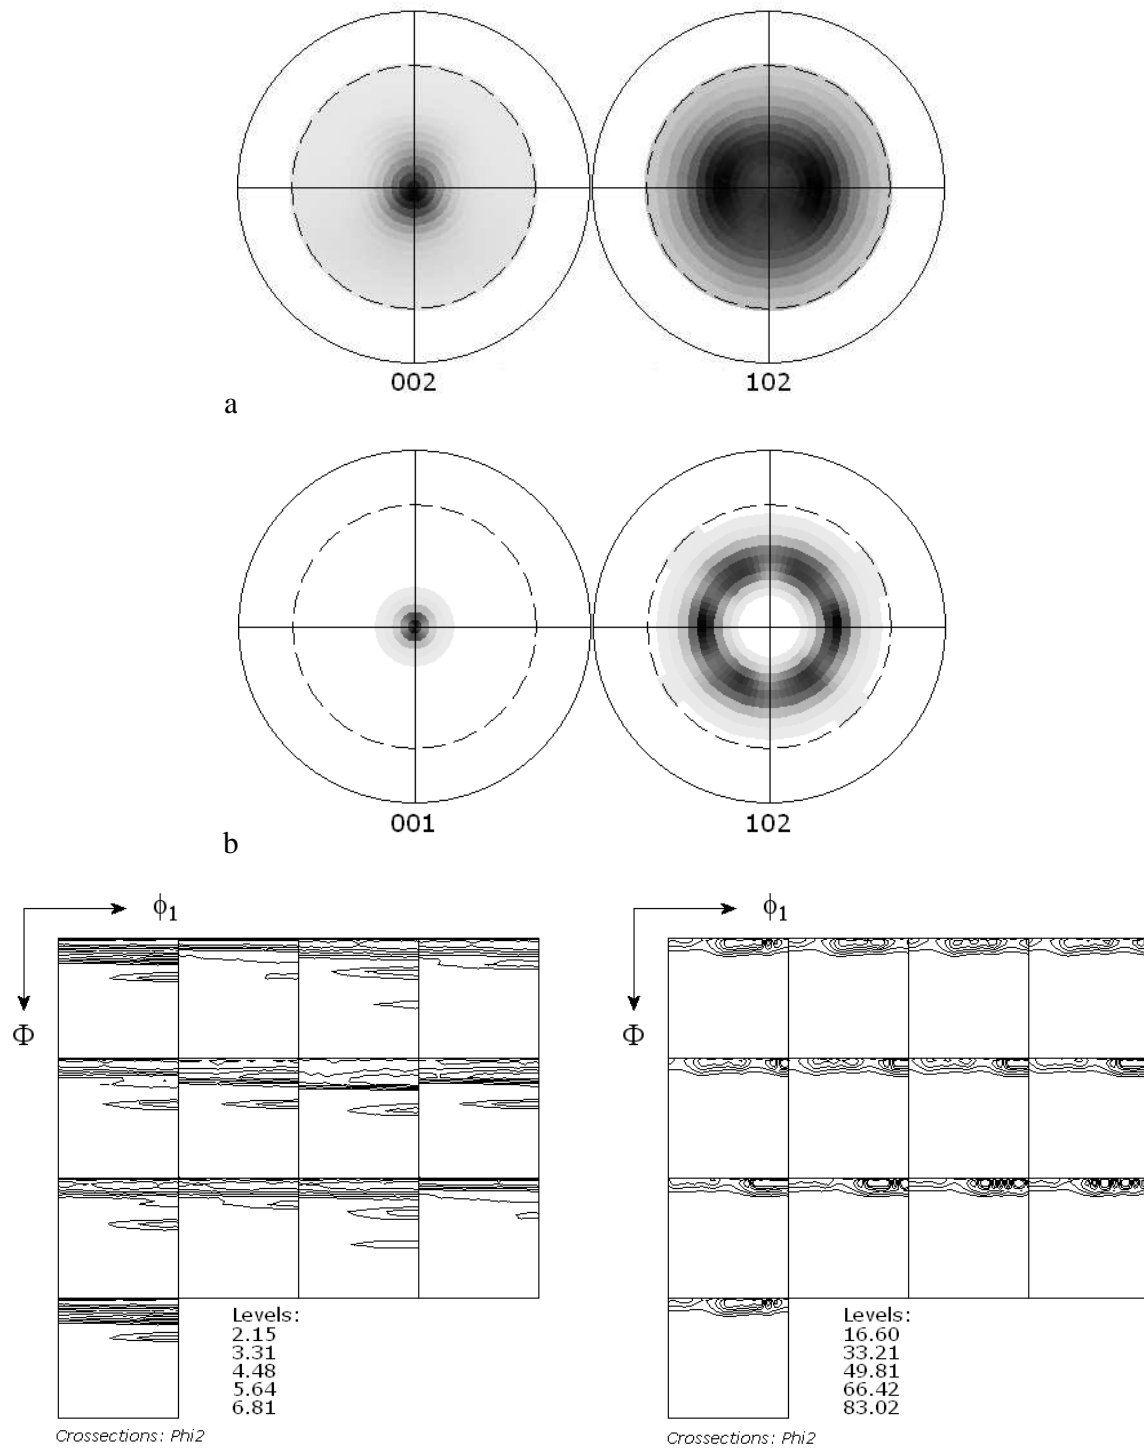 002 102
a
001 102
b
ϕ1 ϕ1
Φ Φ
Levels: Levels:
2.15 16.60
3.31 33.21
4.48 49.81
5.64 66.42
6.81 83.02
Crossections: Phi2 Crossections: Phi2